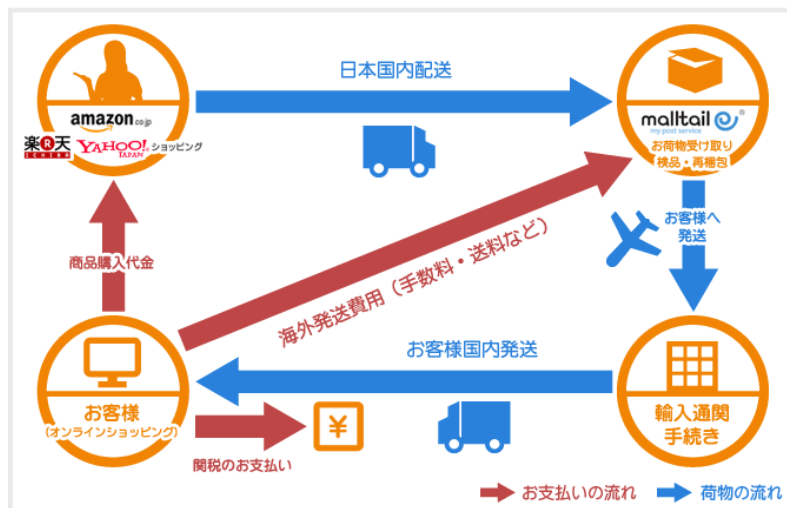 日本国内配送
amazon.co.jp
楽天
ICHIBA
YAHOO!
JAPAN
ショッピング
malltail
my post service
お荷物受け取り
検品・再梱包
商品購入代金
海外発送費用（手数料・送料など）
お客様へ
発送
お客様国内発送
お客様
（オンラインショッピング）
¥
関税のお支払い
輸入通関
手続き
お支払いの流れ
荷物の流れ